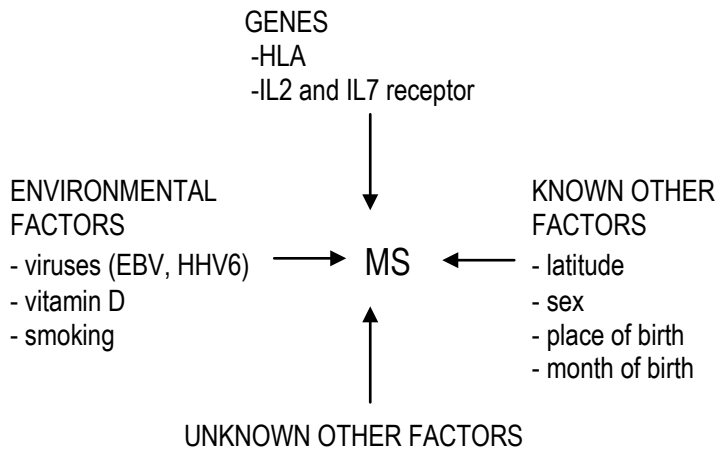 GENES
-HLA
-IL2 and IL7 receptor
ENVIRONMENTAL
FACTORS
- viruses (EBV, HHV6)
- vitamin D
- smoking
MS
KNOWN OTHER
FACTORS
- latitude
- sex
- place of birth
- month of birth
UNKNOWN OTHER FACTORS